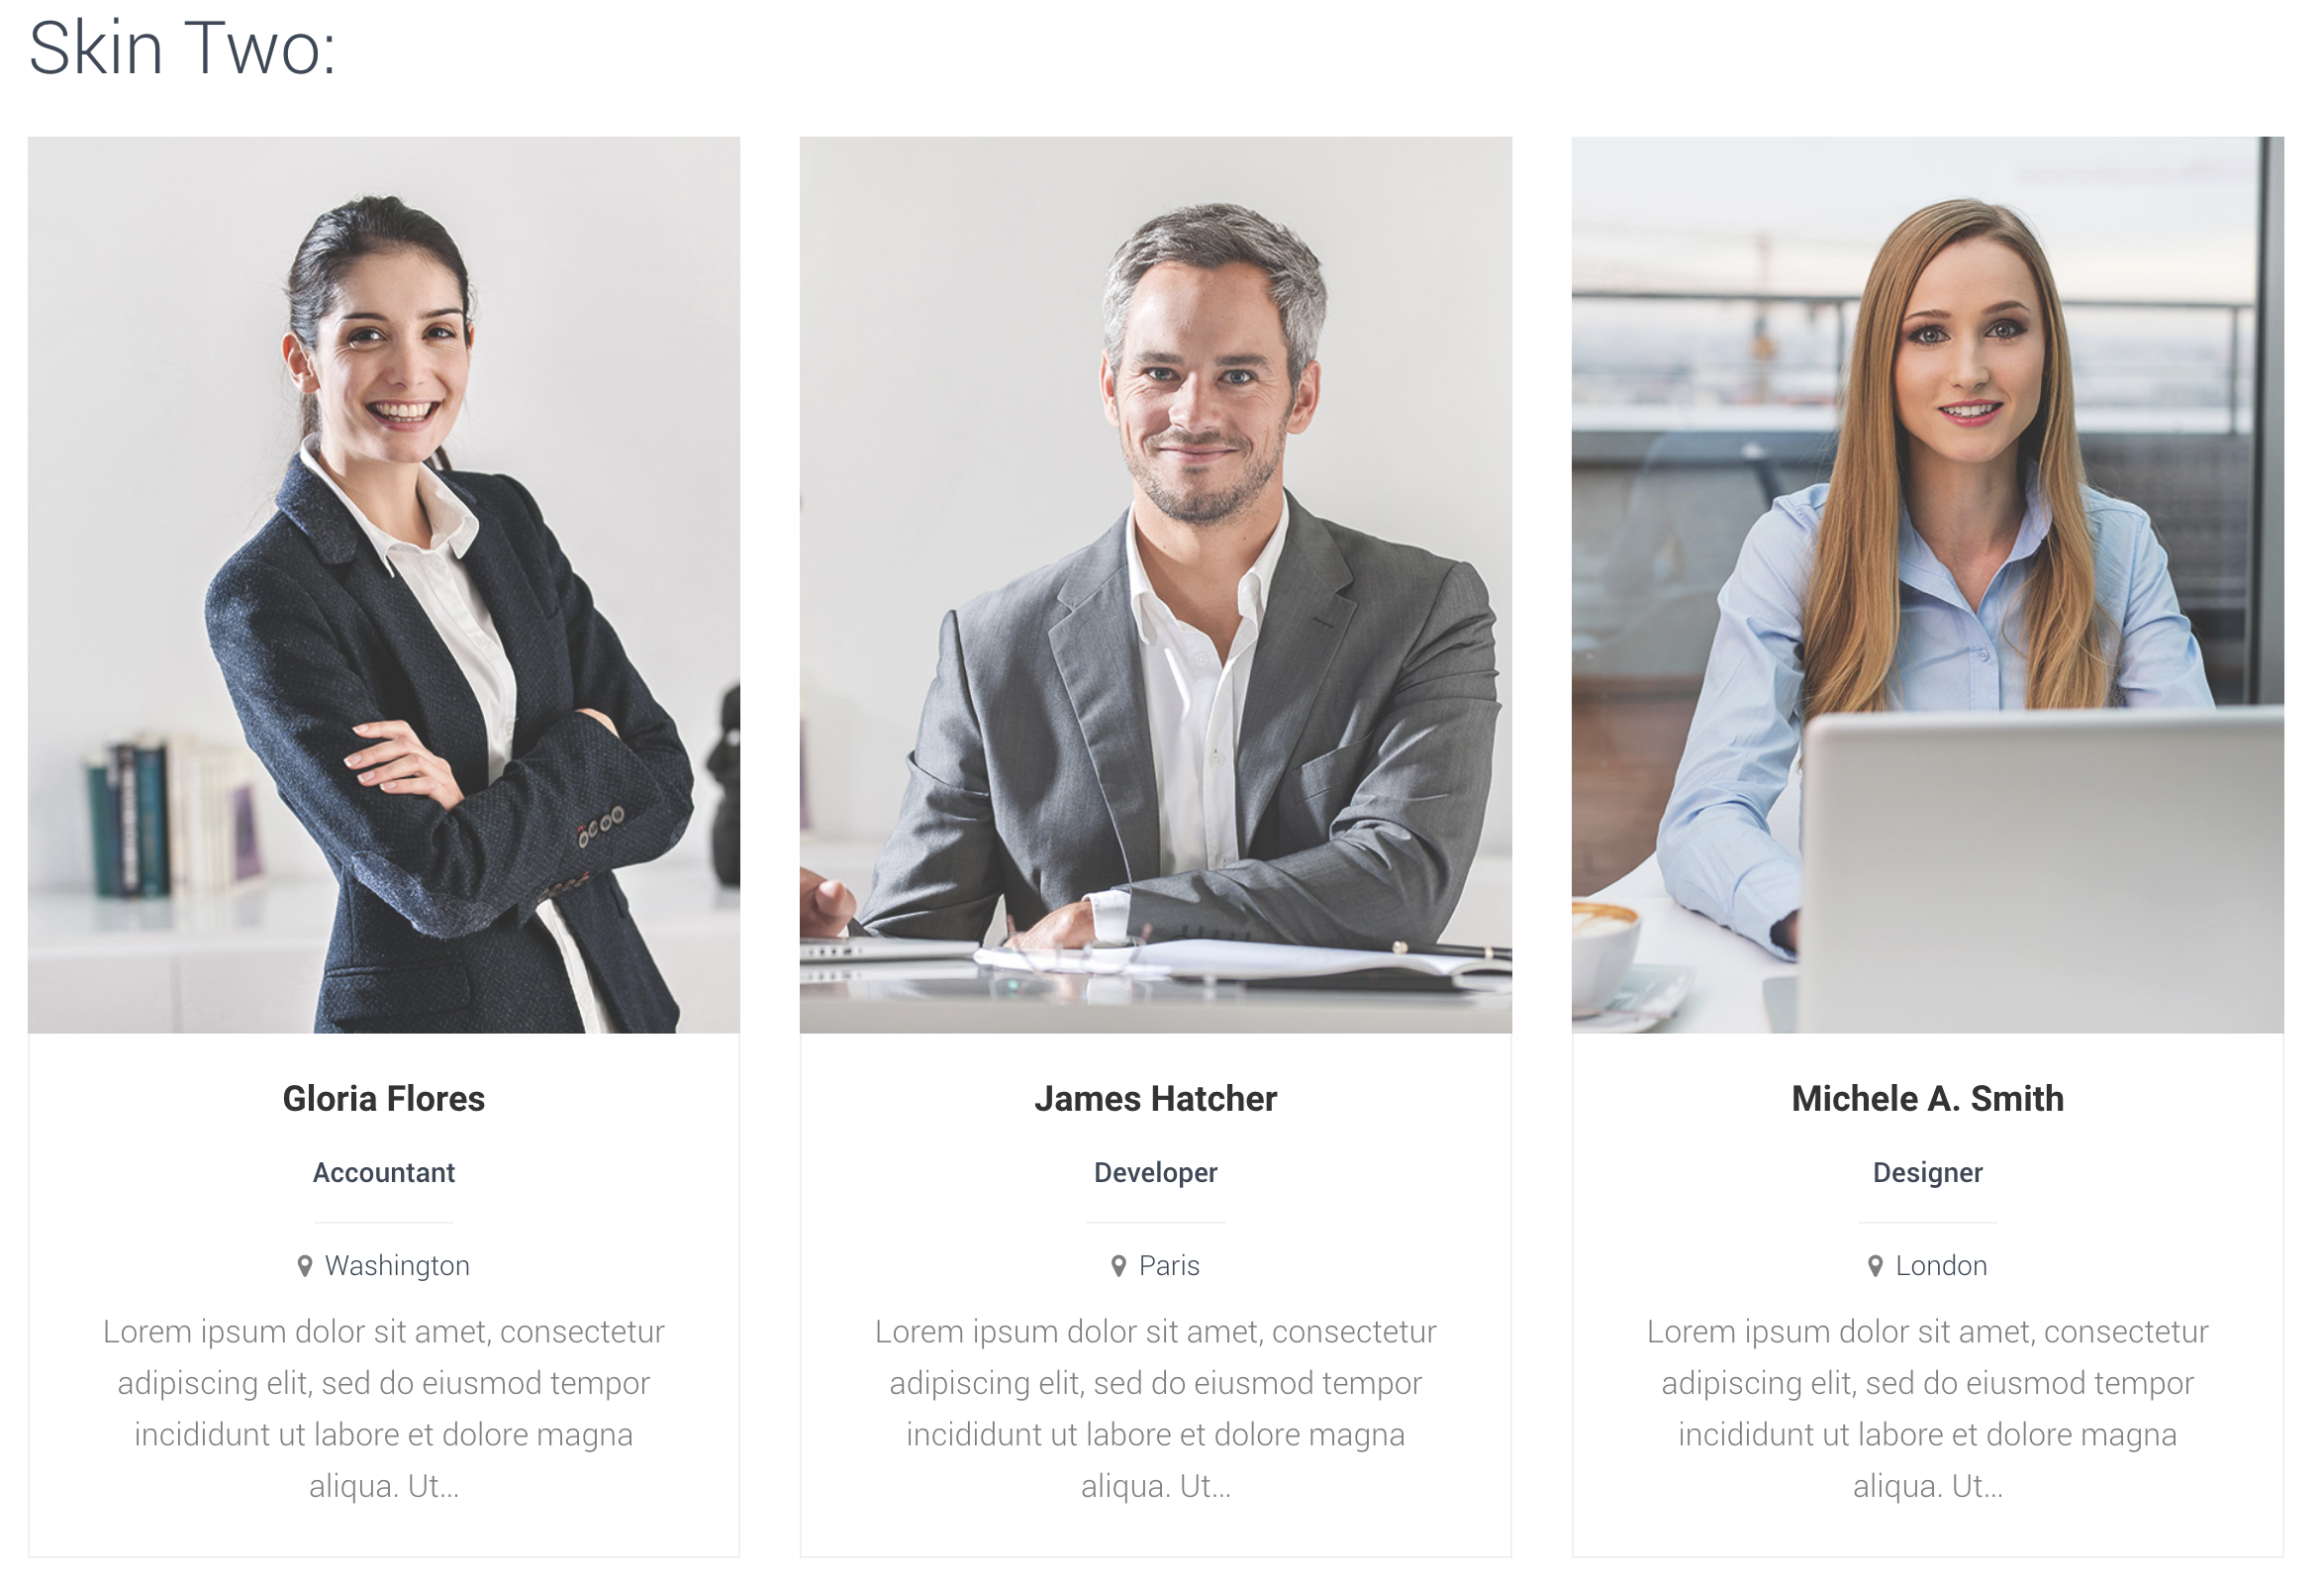 Skin Two:
Gloria Flores
Accountant
Washington
Lorem ipsum dolor sit amet, consectetur
adipiscing elit, sed do eiusmod tempor
incididunt ut labore et dolore magna
aliqua. Ut...
James Hatcher
Developer
Paris
Lorem ipsum dolor sit amet, consectetur
adipiscing elit, sed do eiusmod tempor
incididunt ut labore et dolore magna
aliqua. Ut...
Michele A. Smith
Designer
London
Lorem ipsum dolor sit amet, consectetur
adipiscing elit, sed do eiusmod tempor
incididunt ut labore et dolore magna
aliqua. Ut...